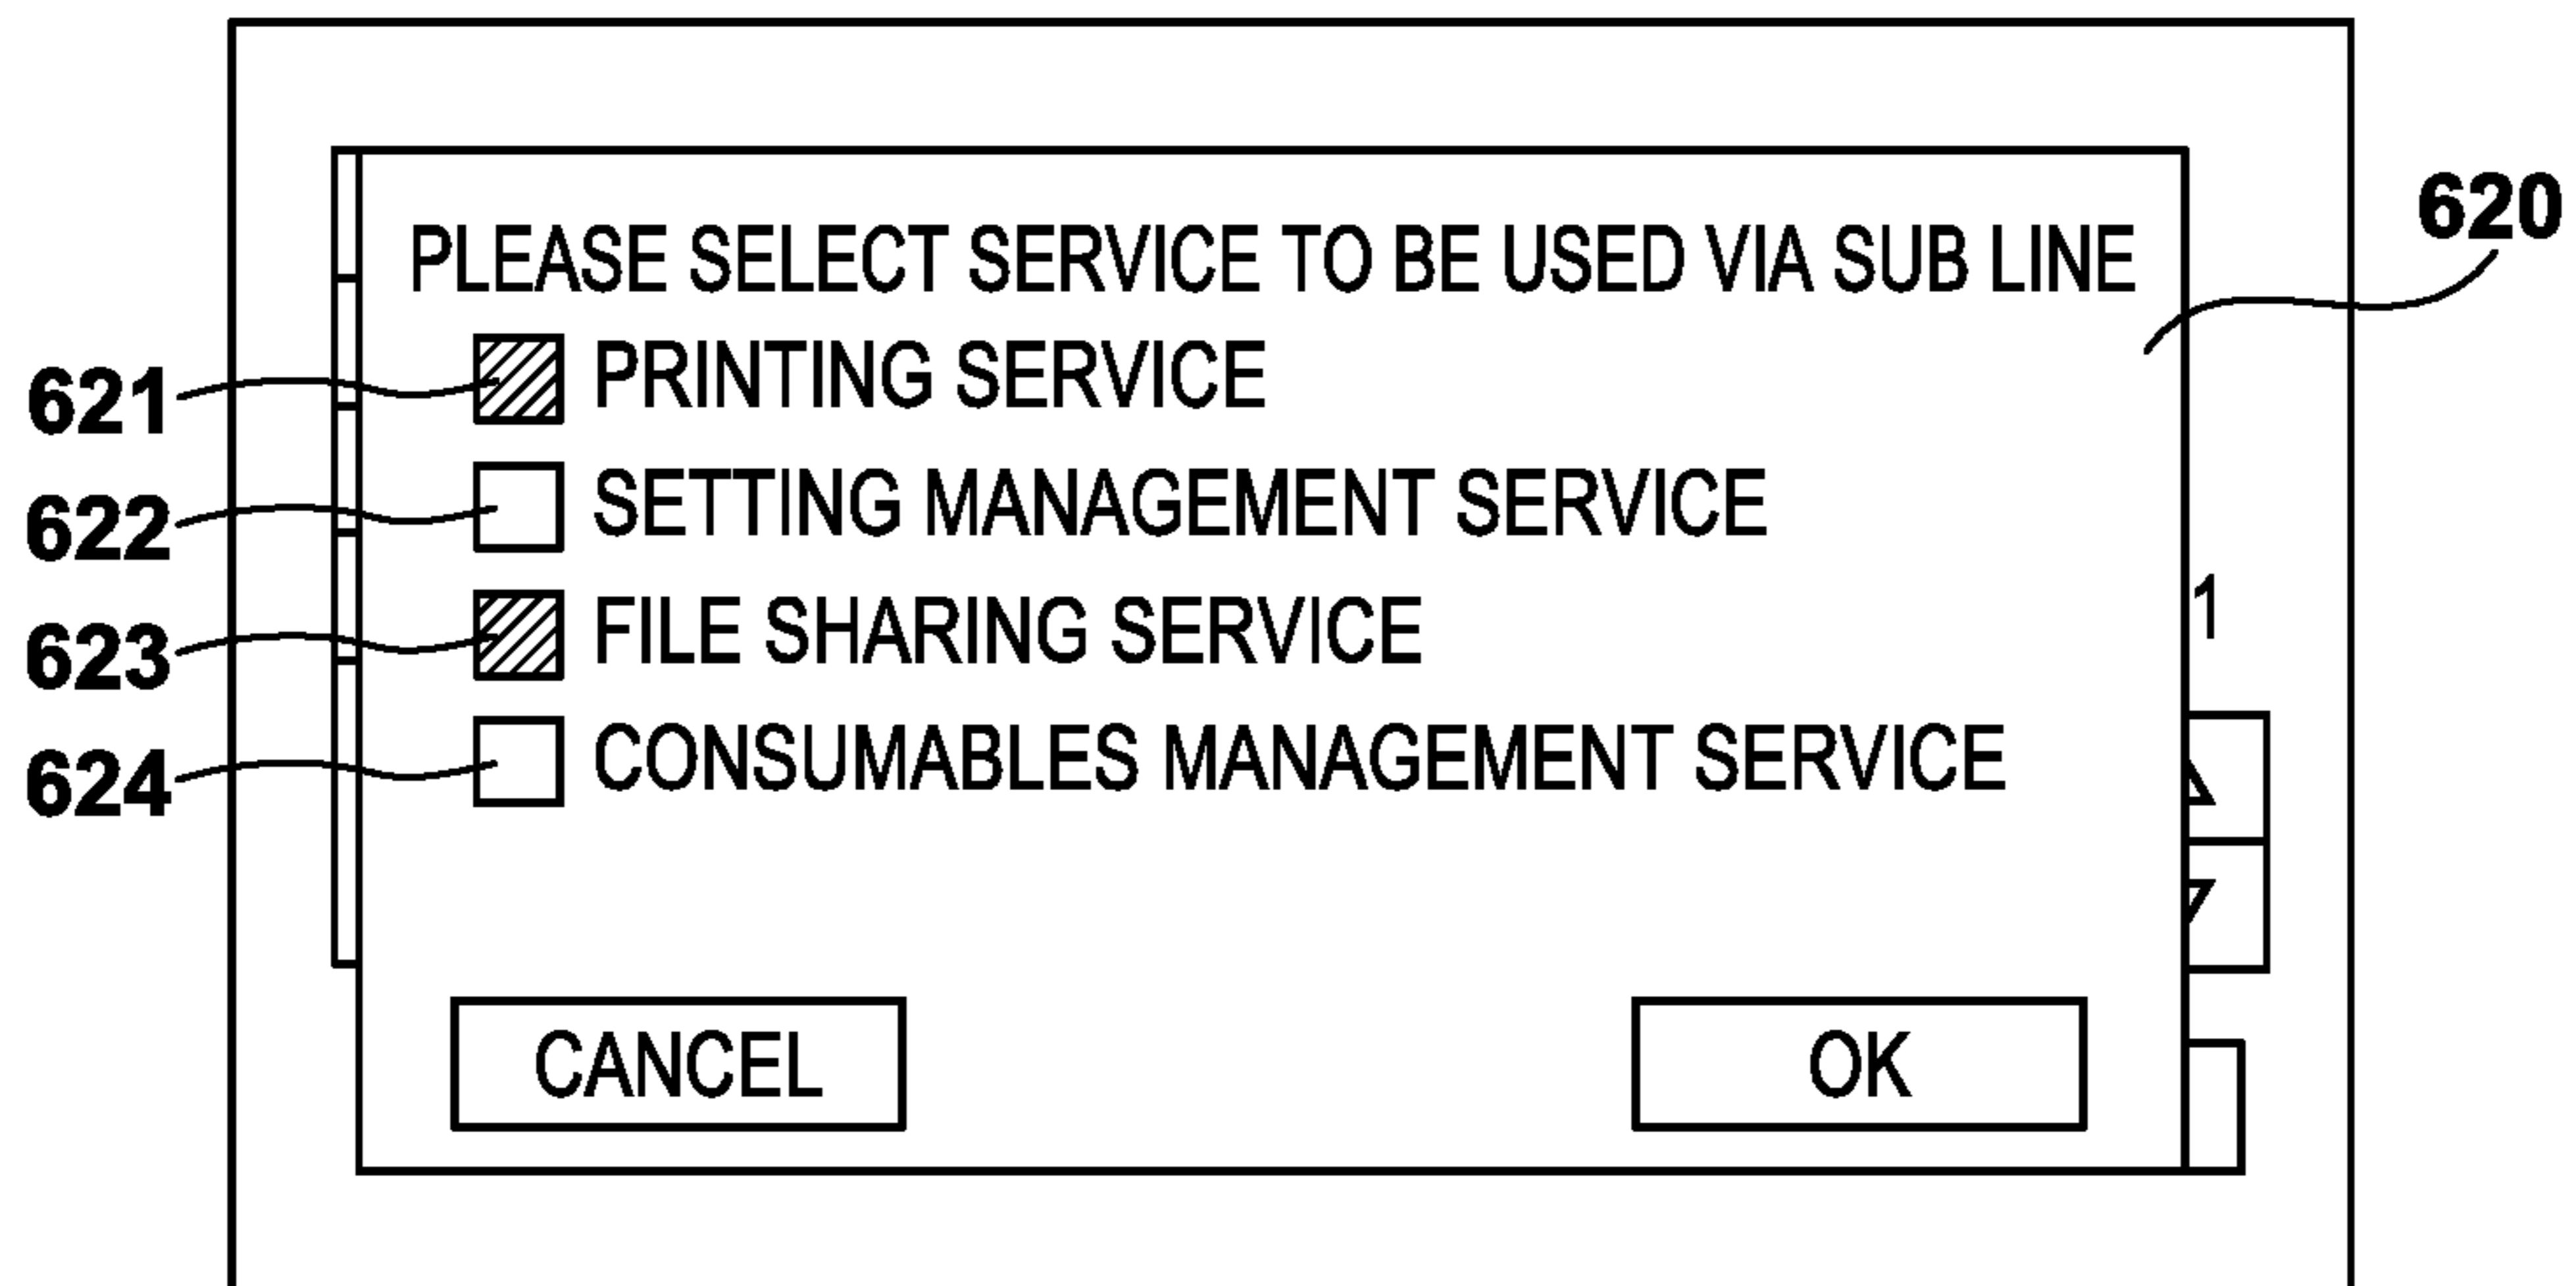 PLEASE SELECT SERVICE TO BE USED VIA SUB LINE
620
621 PRINTING SERVICE
622 SETTING MANAGEMENT SERVICE
623 FILE SHARING SERVICE
1
624 CONSUMABLES MANAGEMENT SERVICE
CANCEL OK